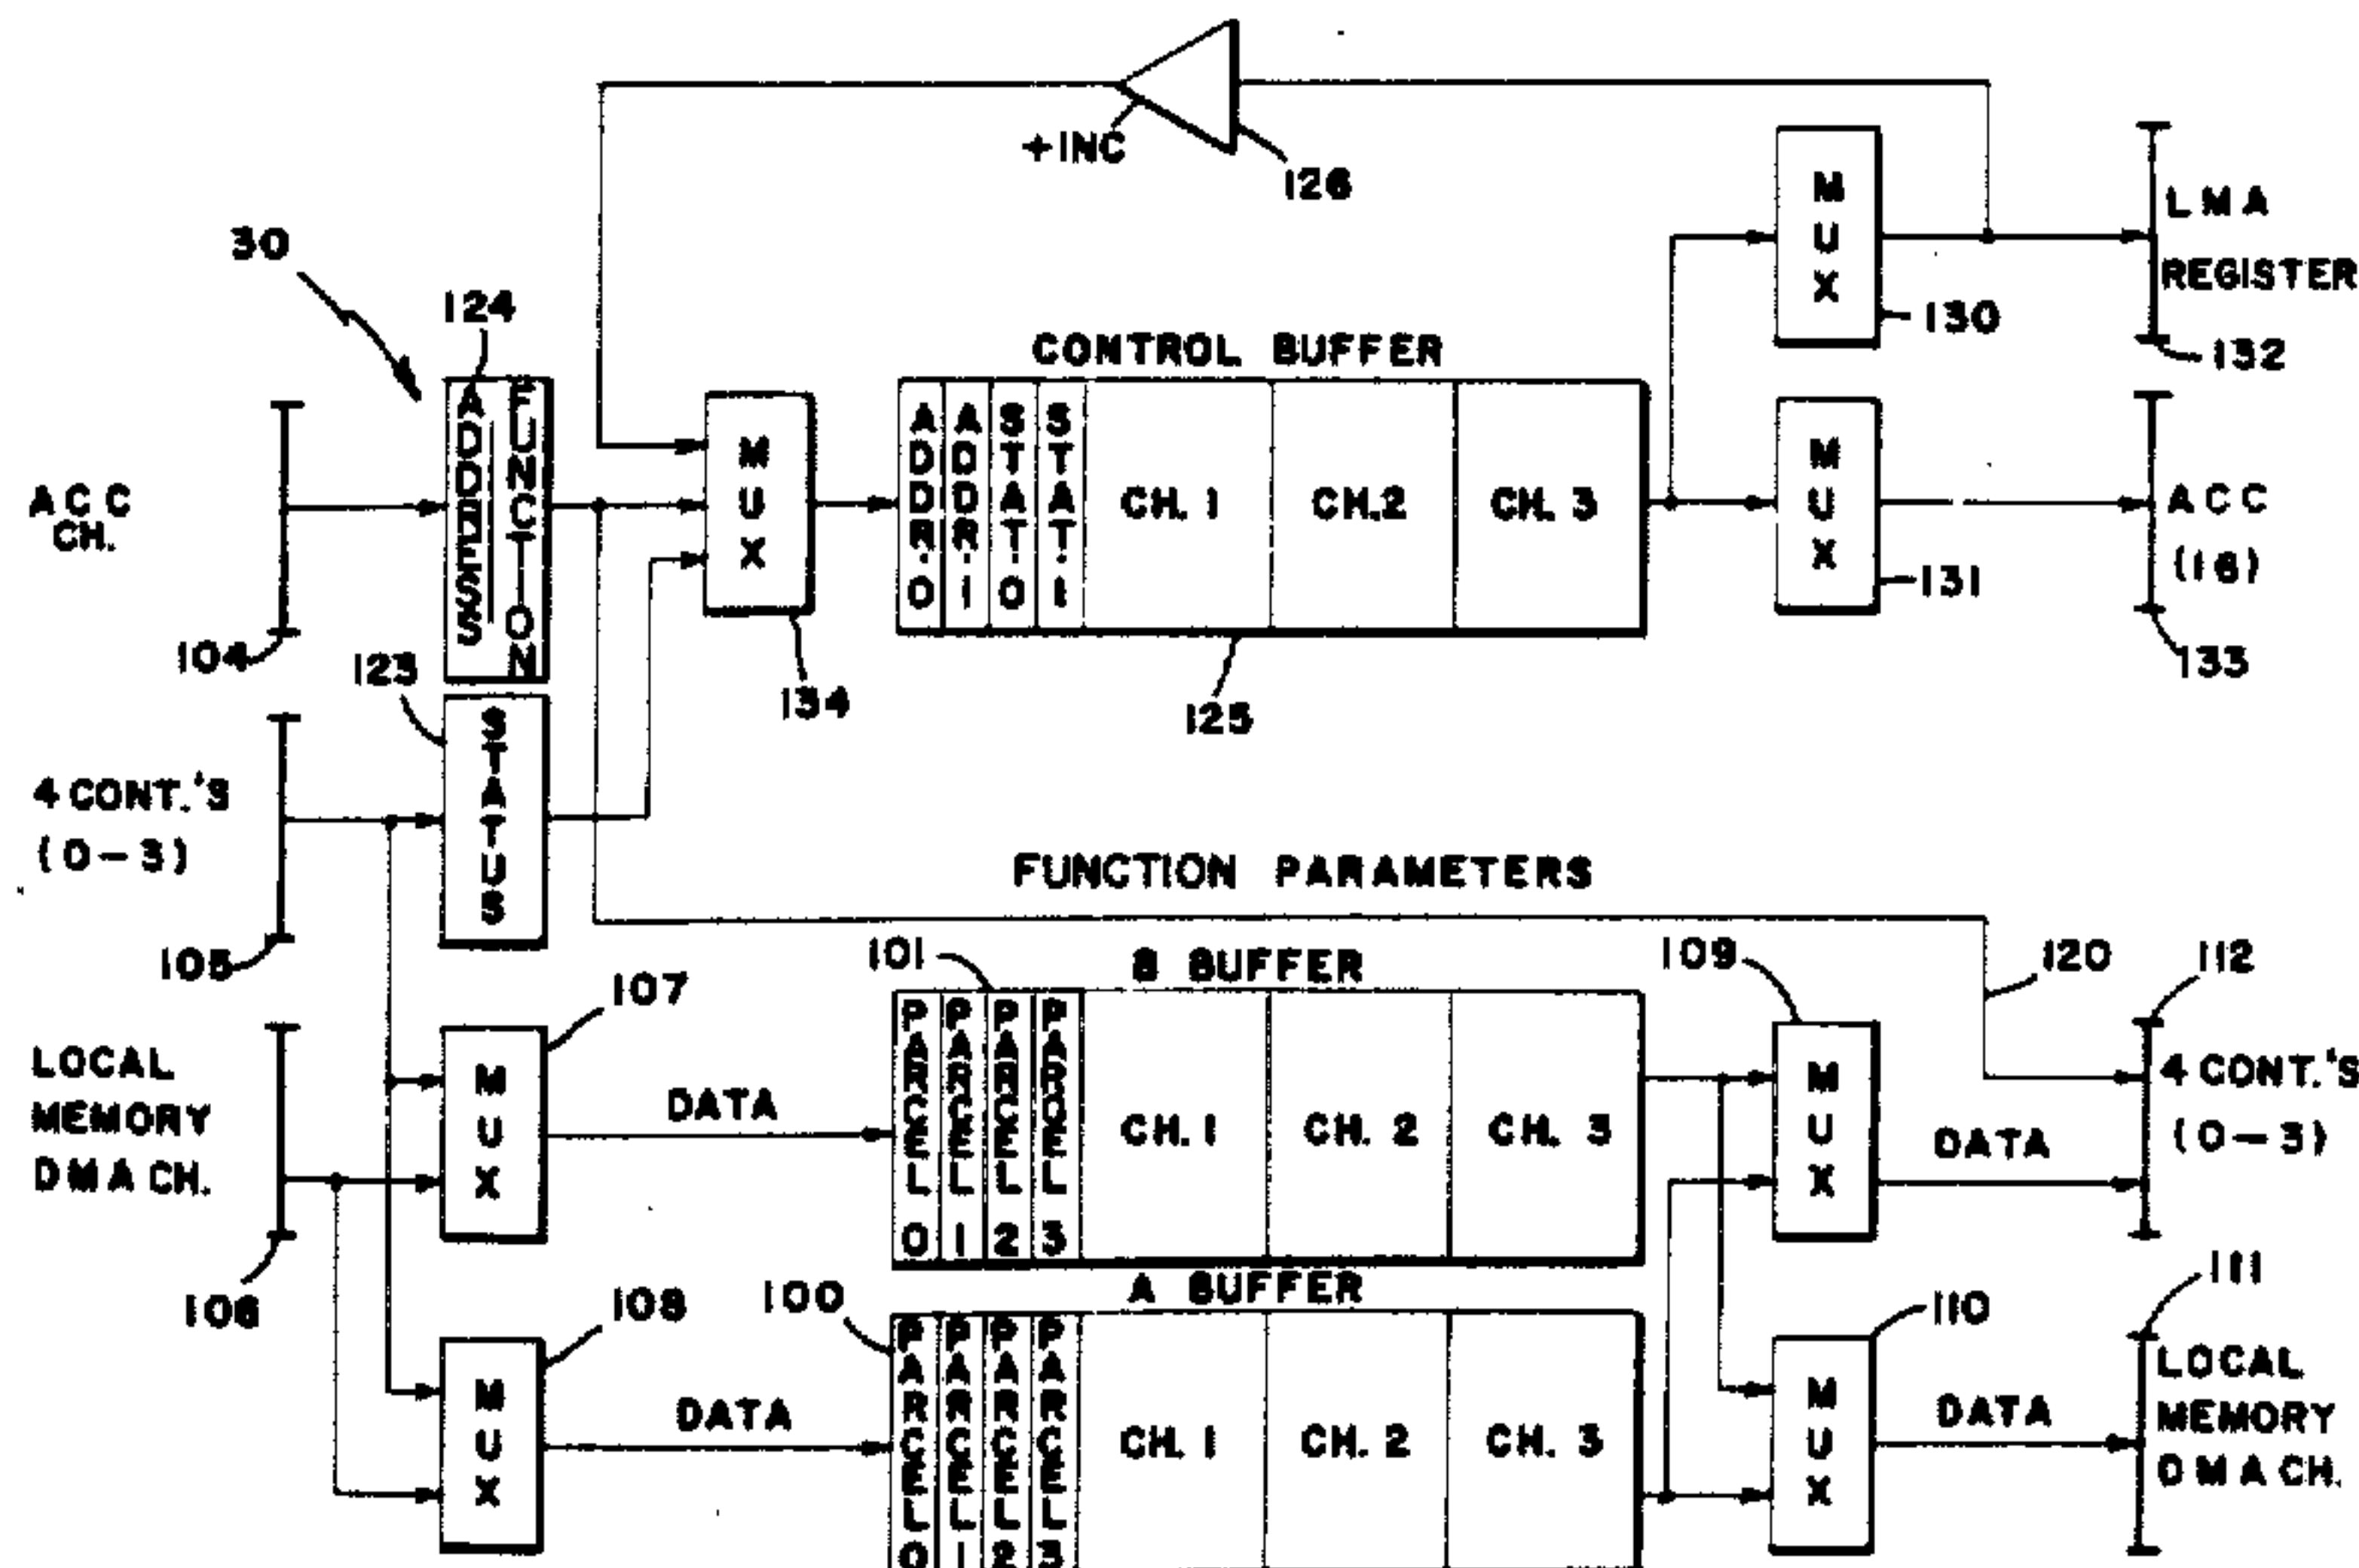 +INC
126
30
124
ADDRESS
FUNCTION
ACC
CH.
104
MUX
134
CONTROL BUFFER
ADDR. 0
ADDR. 1
STAT. 0
STAT. 1
CH. 1
CH. 2
CH. 3
125
MUX
130
LMA
REGISTER
132
MUX
131
ACC
(16)
133
123
STATUS
4 CONT.'S
(0-3)
105
FUNCTION PARAMETERS
120
LOCAL
MEMORY
DMA CH.
106
MUX
107
DATA
101
B BUFFER
PARCEL 0
PARCEL 1
PARCEL 2
PARCEL 3
CH. 1
CH. 2
CH. 3
109
MUX
DATA
112
4 CONT.'S
(0-3)
MUX
108
DATA
100
A BUFFER
PARCEL 0
PARCEL 1
PARCEL 2
PARCEL 3
CH. 1
CH. 2
CH. 3
MUX
110
DATA
111
LOCAL
MEMORY
DMA CH.